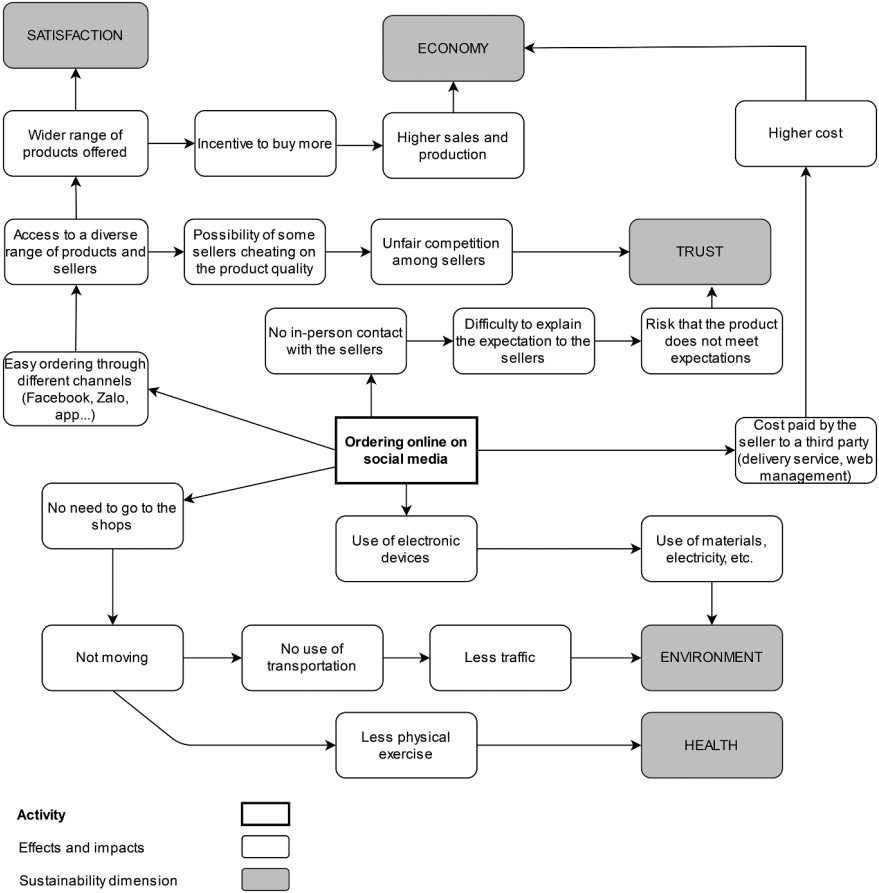 SATISFACTION
ECONOMY
Wider range of
products offered
Incentive to buy more
Higher sales and
production
Higher cost
Access to a diverse
range of products and
sellers
Possibility of some
sellers cheating on
the product quality
Unfair competition
among sellers
TRUST
No in-person contact
with the sellers
Difficulty to explain
the expectation to the
sellers
Risk that the product
does not meet
expectations
Easy ordering through
different channels
(Facebook, Zalo,
app...)
Ordering online on
social media
Cost paid by the
seller to a third party
(delivery service, web
management)
No need to go to the
shops
Use of electronic
devices
Use of materials,
electricity, etc.
Not moving
No use of
transportation
Less traffic
ENVIRONMENT
Less physical
exercise
HEALTH
Activity
Effects and impacts
Sustainability dimension